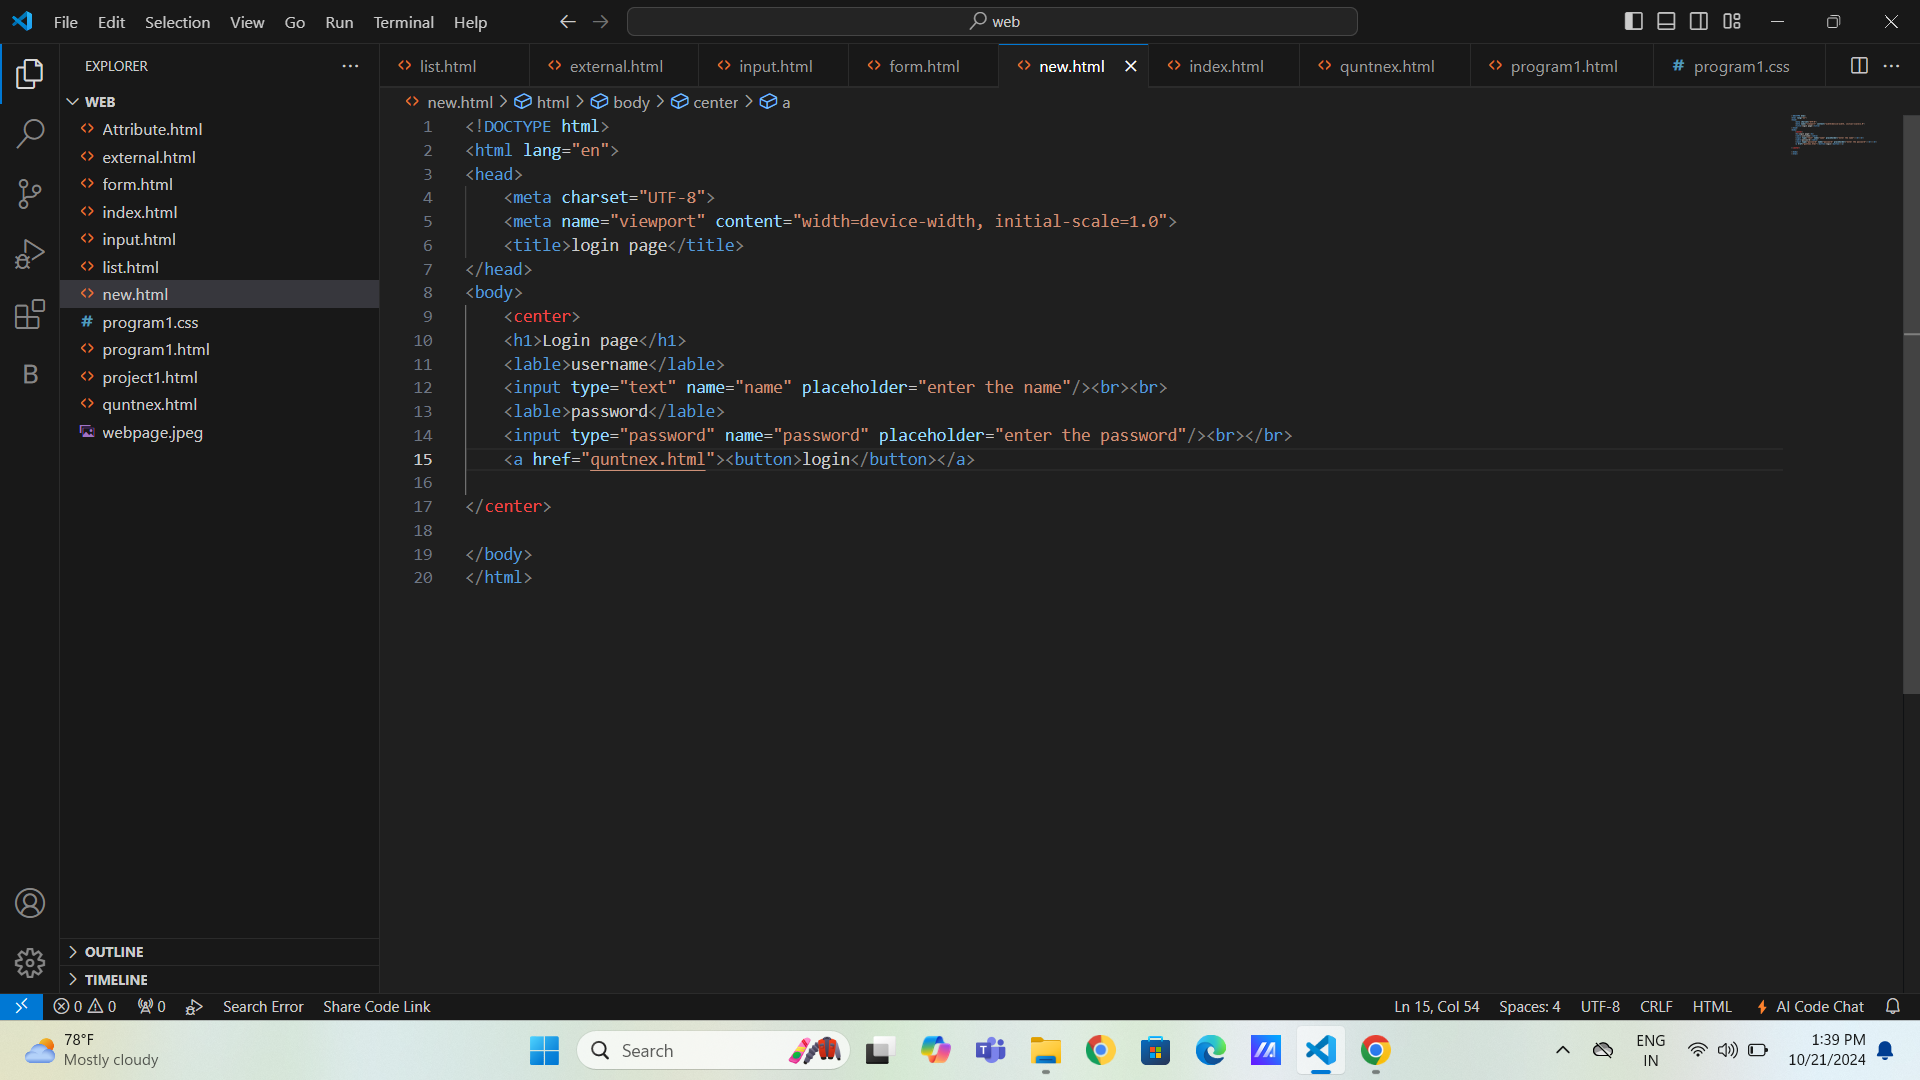 File Edit Selection View Go Run Terminal Help
web
EXPLORER
WEB
Attribute.html
external.html
form.html
index.html
input.html
list.html
new.html
# program1.css
program1.html
project1.html
quntnex.html
webpage.jpeg
B
OUTLINE
TIMELINE
list.html external.html input.html form.html new.html index.html quntnex.html program1.html # program1.css
new.html > html > body > center > a
1 <!DOCTYPE html>
2 <html lang="en">
3 <head>
4 <meta charset="UTF-8">
5 <meta name="viewport" content="width=device-width, initial-scale=1.0">
6 <title>login page</title>
7 </head>
8 <body>
9 <center>
10 <h1>Login page</h1>
11 <lable>username</lable>
12 <input type="text" name="name" placeholder="enter the name"/><br><br>
13 <lable>password</lable>
14 <input type="password" name="password" placeholder="enter the password"/><br></br>
15 <a href="quntnex.html"><button>login</button></a>
16
17 </center>
18
19 </body>
20 </html>
0 0 0 Search Error Share Code Link Ln 15, Col 54 Spaces: 4 UTF-8 CRLF HTML AI Code Chat
78°F
Mostly cloudy
Search
ENG
IN
1:39 PM
10/21/2024